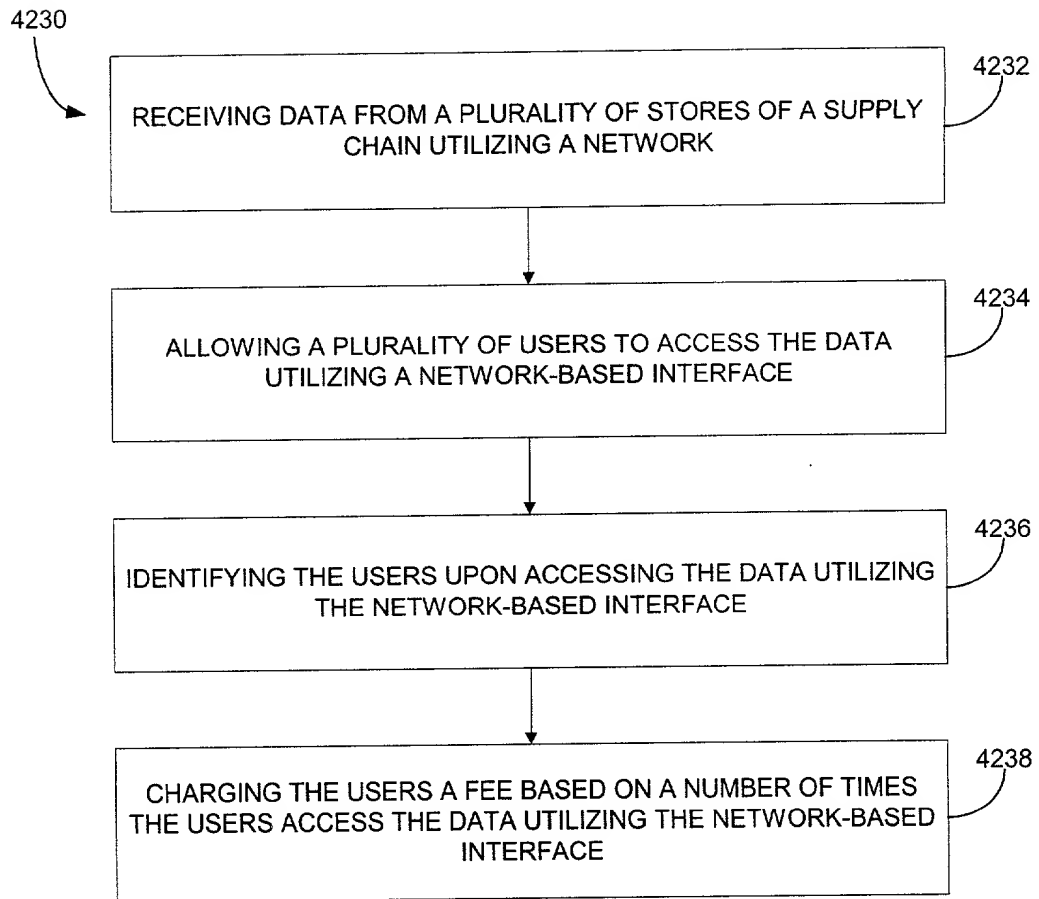 4230
4232
RECEIVING DATA FROM A PLURALITY OF STORES OF A SUPPLY
CHAIN UTILIZING A NETWORK
4234
ALLOWING A PLURALITY OF USERS TO ACCESS THE DATA
UTILIZING A NETWORK-BASED INTERFACE
4236
IDENTIFYING THE USERS UPON ACCESSING THE DATA UTILIZING
THE NETWORK-BASED INTERFACE
4238
CHARGING THE USERS A FEE BASED ON A NUMBER OF TIMES
THE USERS ACCESS THE DATA UTILIZING THE NETWORK-BASED
INTERFACE